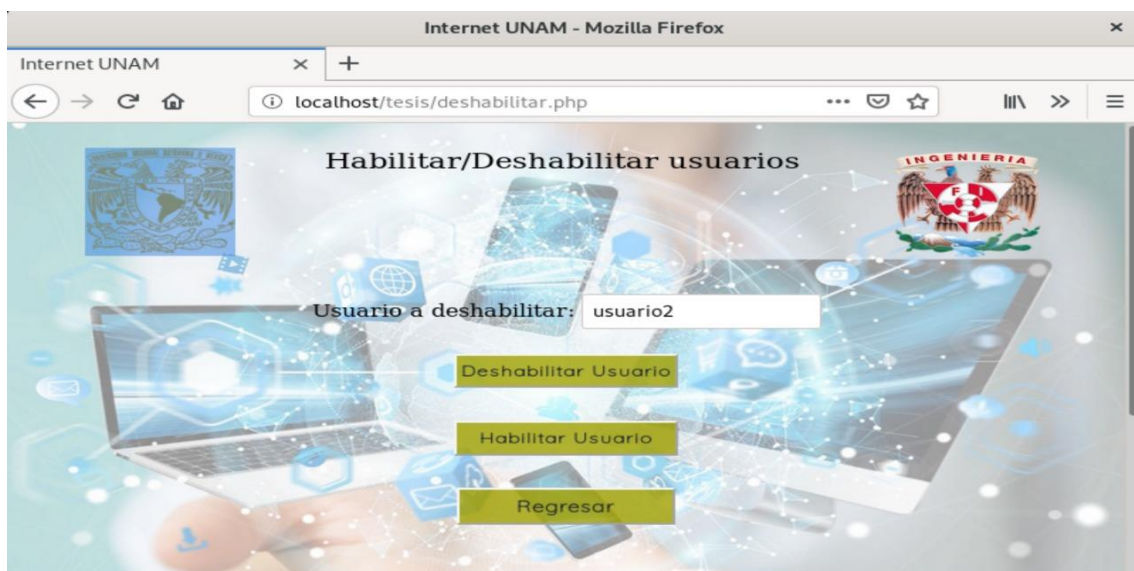 Internet UNAM - Mozilla Firefox
Internet UNAM
localhost/tesis/deshabilitar.php
Habilitar/Deshabilitar usuarios
INGENIERIA
F I
Usuario a deshabilitar: usuario2
Deshabilitar Usuario
Habilitar Usuario
Regresar